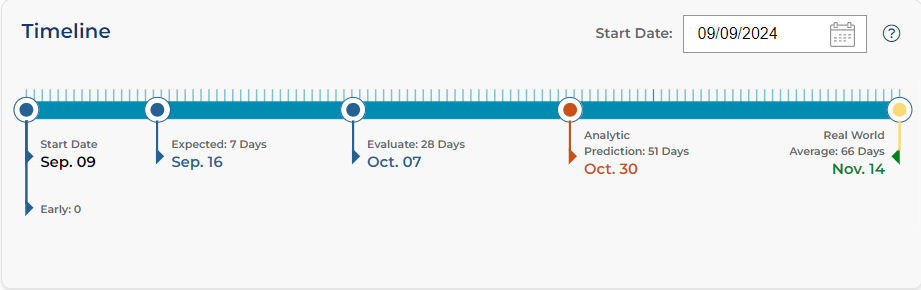 Timeline
Start Date: 09/09/2024 ?
Start Date
Sep. 09
Early: 0
Expected: 7 Days
Sep. 16
Evaluate: 28 Days
Oct. 07
Analytic
Prediction: 51 Days
Oct. 30
Real World
Average: 66 Days
Nov. 14